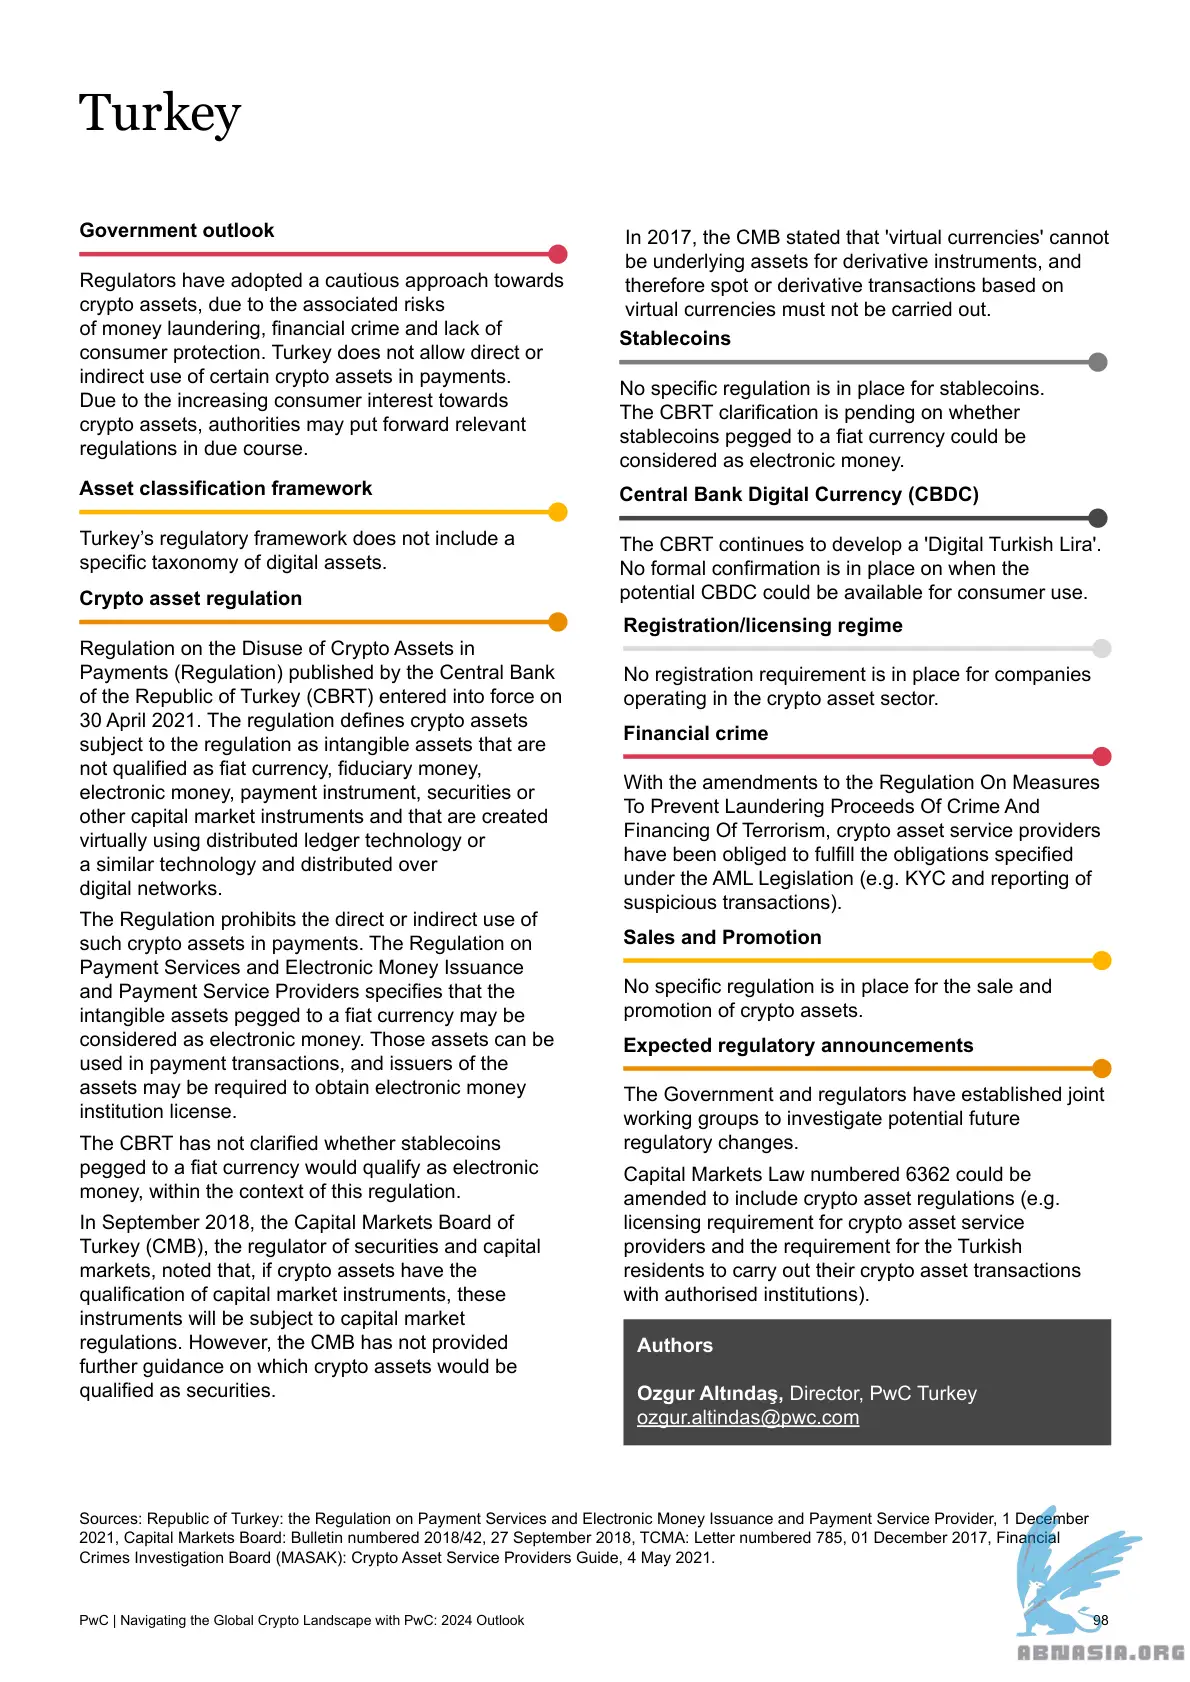 Turkey
Government outlook
Regulators have adopted a cautious approach towards
crypto assets, due to the associated risks
of money laundering, financial crime and lack of
consumer protection. Turkey does not allow direct or
indirect use of certain crypto assets in payments.
Due to the increasing consumer interest towards
crypto assets, authorities may put forward relevant
regulations in due course.
Asset classification framework
Turkey’s regulatory framework does not include a
specific taxonomy of digital assets.
Crypto asset regulation
Regulation on the Disuse of Crypto Assets in
Payments (Regulation) published by the Central Bank
of the Republic of Turkey (CBRT) entered into force on
30 April 2021. The regulation defines crypto assets
subject to the regulation as intangible assets that are
not qualified as fiat currency, fiduciary money,
electronic money, payment instrument, securities or
other capital market instruments and that are created
virtually using distributed ledger technology or
a similar technology and distributed over
digital networks.
The Regulation prohibits the direct or indirect use of
such crypto assets in payments. The Regulation on
Payment Services and Electronic Money Issuance
and Payment Service Providers specifies that the
intangible assets pegged to a fiat currency may be
considered as electronic money. Those assets can be
used in payment transactions, and issuers of the
assets may be required to obtain electronic money
institution license.
The CBRT has not clarified whether stablecoins
pegged to a fiat currency would qualify as electronic
money, within the context of this regulation.
In September 2018, the Capital Markets Board of
Turkey (CMB), the regulator of securities and capital
markets, noted that, if crypto assets have the
qualification of capital market instruments, these
instruments will be subject to capital market
regulations. However, the CMB has not provided
further guidance on which crypto assets would be
qualified as securities.
In 2017, the CMB stated that 'virtual currencies' cannot
be underlying assets for derivative instruments, and
therefore spot or derivative transactions based on
virtual currencies must not be carried out.
Stablecoins
No specific regulation is in place for stablecoins.
The CBRT clarification is pending on whether
stablecoins pegged to a fiat currency could be
considered as electronic money.
Central Bank Digital Currency (CBDC)
The CBRT continues to develop a 'Digital Turkish Lira'.
No formal confirmation is in place on when the
potential CBDC could be available for consumer use.
Registration/licensing regime
No registration requirement is in place for companies
operating in the crypto asset sector.
Financial crime
With the amendments to the Regulation On Measures
To Prevent Laundering Proceeds Of Crime And
Financing Of Terrorism, crypto asset service providers
have been obliged to fulfill the obligations specified
under the AML Legislation (e.g. KYC and reporting of
suspicious transactions).
Sales and Promotion
No specific regulation is in place for the sale and
promotion of crypto assets.
Expected regulatory announcements
The Government and regulators have established joint
working groups to investigate potential future
regulatory changes.
Capital Markets Law numbered 6362 could be
amended to include crypto asset regulations (e.g.
licensing requirement for crypto asset service
providers and the requirement for the Turkish
residents to carry out their crypto asset transactions
with authorised institutions).
Authors
Ozgur Altındaş, Director, PwC Turkey
ozgur.altindas@pwc.com
Sources: Republic of Turkey: the Regulation on Payment Services and Electronic Money Issuance and Payment Service Provider, 1 December
2021, Capital Markets Board: Bulletin numbered 2018/42, 27 September 2018, TCMA: Letter numbered 785, 01 December 2017, Financial
Crimes Investigation Board (MASAK): Crypto Asset Service Providers Guide, 4 May 2021.
PwC | Navigating the Global Crypto Landscape with PwC: 2024 Outlook
98
ABNASIA.ORG